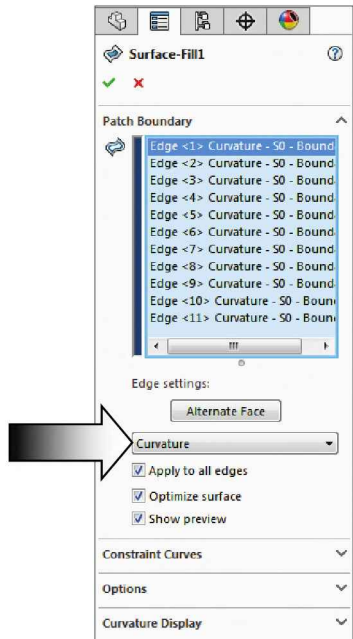 Surface-Fill1
Patch Boundary
Edge <1> Curvature - S0 - Bound
Edge <2> Curvature - S0 - Bound
Edge <3> Curvature - S0 - Bound
Edge <4> Curvature - S0 - Bound
Edge <5> Curvature - S0 - Bound
Edge <6> Curvature - S0 - Bound
Edge <7> Curvature - S0 - Bound
Edge <8> Curvature - S0 - Bound
Edge <9> Curvature - S0 - Bound
Edge <10> Curvature - S0 - Boun
Edge <11> Curvature - S0 - Boun
Edge settings:
Alternate Face
Curvature
Apply to all edges
Optimize surface
Show preview
Constraint Curves
Options
Curvature Display